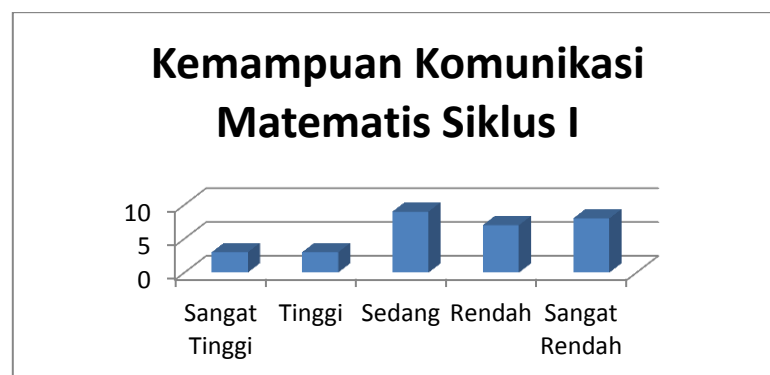 Kemampuan Komunikasi
Matematis Siklus I
10
5
0
Sangat Tinggi
Tinggi
Sedang
Rendah
Sangat Rendah